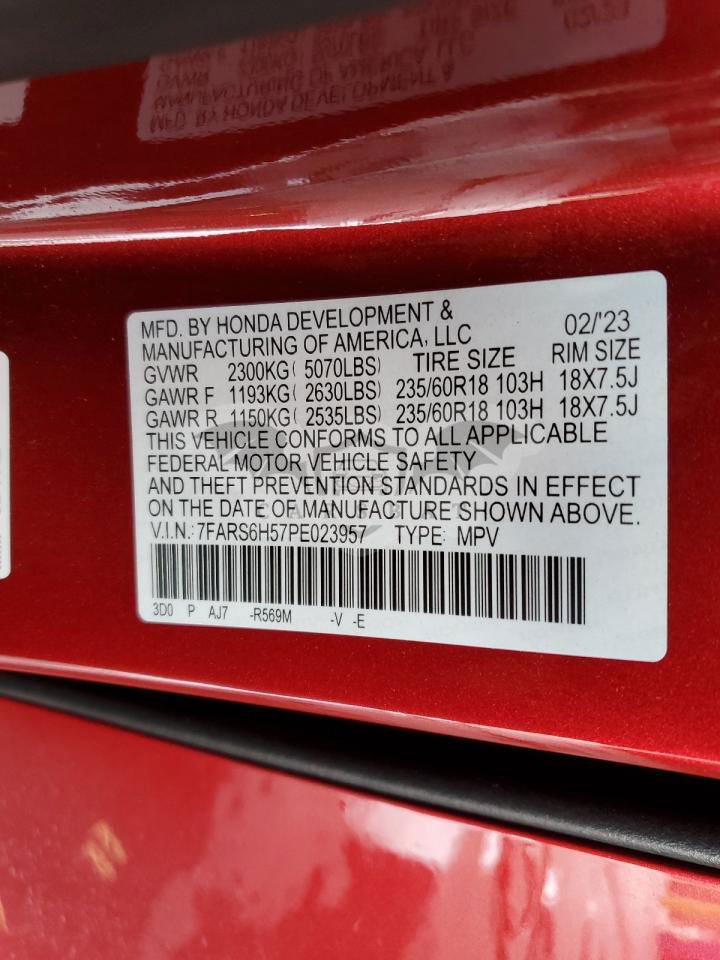 MFD. BY HONDA DEVELOPMENT &
MANUFACTURING OF AMERICA, LLC 02/'23
GVWR 2300KG( 5070LBS) TIRE SIZE RIM SIZE
GAWR F 1193KG( 2630LBS) 235/60R18 103H 18X7.5J
GAWR R 1150KG( 2535LBS) 235/60R18 103H 18X7.5J
THIS VEHICLE CONFORMS TO ALL APPLICABLE
FEDERAL MOTOR VEHICLE SAFETY
AND THEFT PREVENTION STANDARDS IN EFFECT
ON THE DATE OF MANUFACTURE SHOWN ABOVE.
V.I.N.: 7FARS6H57PE023957 TYPE: MPV
3D0 P AJ7 -R569M -V -E